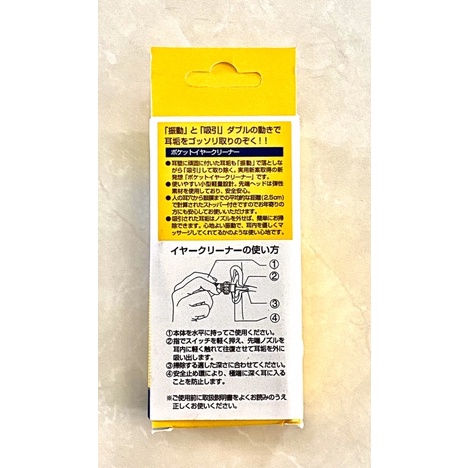 「振動」と「吸引」ダブルの動きで
耳垢をゴッソリ取りのぞく！！
ポケットイヤークリーナー
●耳壁に頑固に付いた耳垢も「振動」で落としな
がら「吸引」して取り除く。実用新案取得の新
発想「ポケットイヤークリーナー」です。
●使いやすい小型軽量設計。先端ヘッドは弾性
素材を使用しており、安全安心。
●人の耳穴から鼓膜までの平均的な距離(2.5cm)
で計算されたストッパー付きですのでお年寄り
の方にも安心してお使いいただけます。
●吸引された耳垢はノズルを外せば、簡単にお掃
除できます。心地よい振動で、耳内を優しくマ
ッサージしてくれてるかのような使い心地です。
イヤークリーナーの使い方
①
②
③
④
①本体を水平に持ってご使用ください。
②指でスイッチを軽く押え、先端ノズルを
耳内に軽く触れて往復させて耳垢を外に
吸い出します。
③掃除する適した深さに合わせてください。
④安全止め環により、極端に深く耳に入る
ことを防止します。
※ご使用前に取扱説明書をよくお読みのうえ
正しくお使いください。